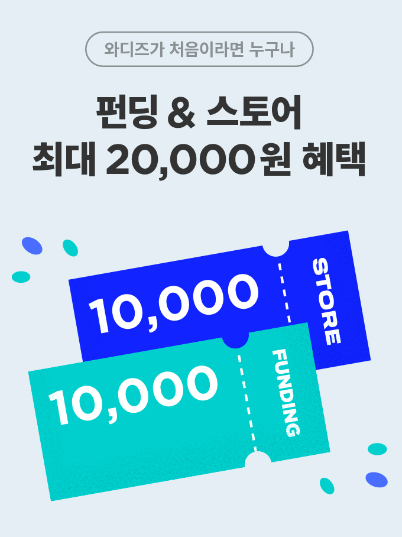 와디즈가 처음이라면 누구나
펀딩 & 스토어
최대 20,000원 혜택
10,000
STORE
10,000
FUNDING